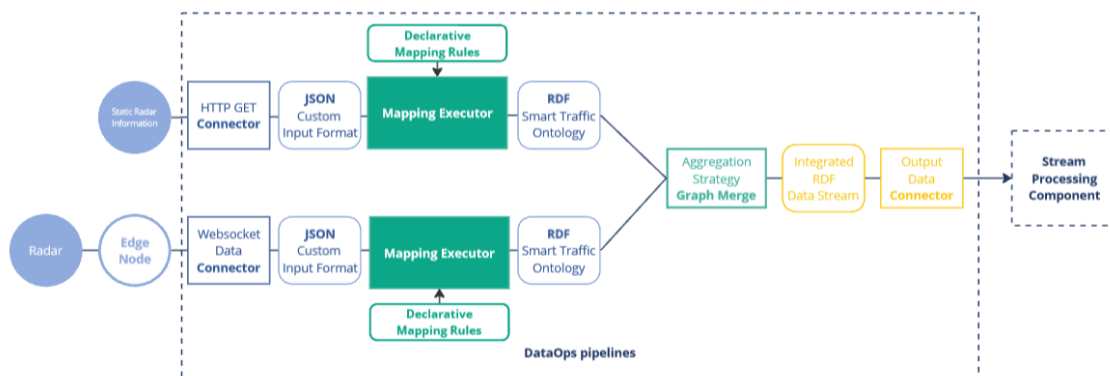 Declarative
Mapping Rules
Static Radar
Information
HTTP GET
Connector
JSON
Custom
Input Format
Mapping Executor
RDF
Smart Traffic
Ontology
Aggregation
Strategy
Graph Merge
Integrated
RDF
Data Stream
Output
Data
Connector
Stream
Processing
Component
Radar
Edge
Node
Websocket
Data
Connector
JSON
Custom
Input Format
Mapping Executor
RDF
Smart Traffic
Ontology
Declarative
Mapping Rules
DataOps pipelines